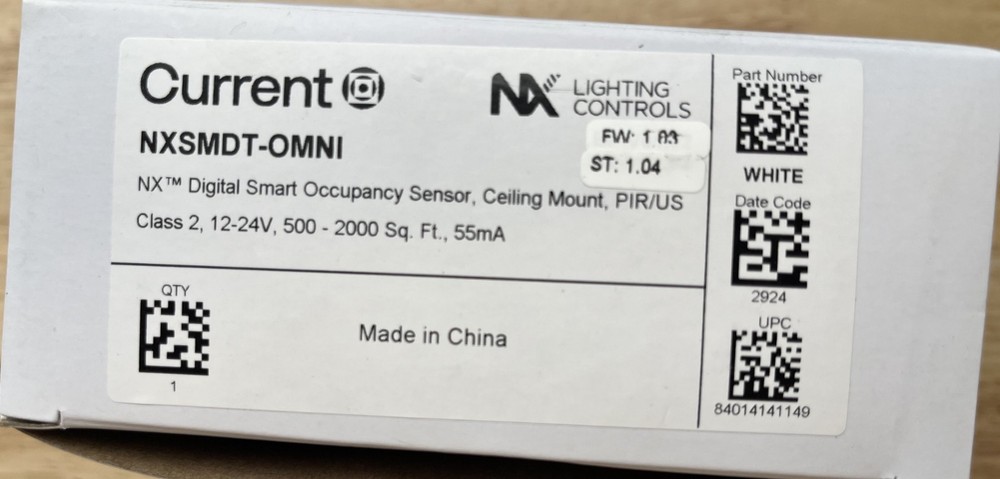 Current
NX LIGHTING CONTROLS
NXSMDT-OMNI
FW: 1.03
ST: 1.04
NX™ Digital Smart Occupancy Sensor, Ceiling Mount, PIR/US
Class 2, 12-24V, 500 - 2000 Sq. Ft., 55mA
QTY
1
Made in China
Part Number
WHITE
Date Code
2924
UPC
84014141149